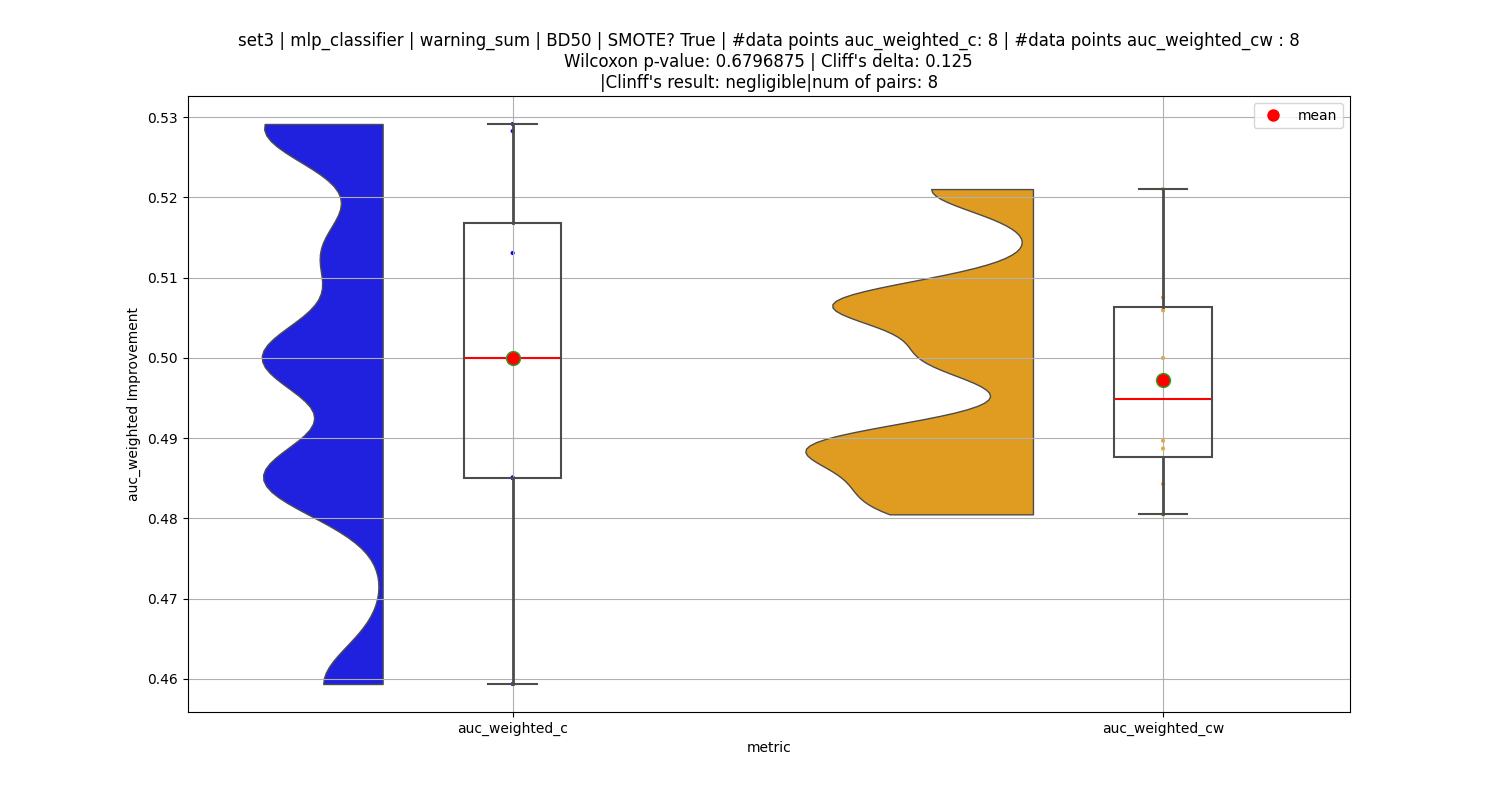 set3 | mlp_classifier | warning_sum | BD50 | SMOTE? True | #data points auc_weighted_c: 8 | #data points auc_weighted_cw : 8
Wilcoxon p-value: 0.6796875 | Cliff's delta: 0.125
|Clinff's result: negligible|num of pairs: 8
mean
0.53
0.52
0.51
0.50
0.49
0.48
0.47
0.46
auc_weighted Improvement
auc_weighted_c
auc_weighted_cw
metric